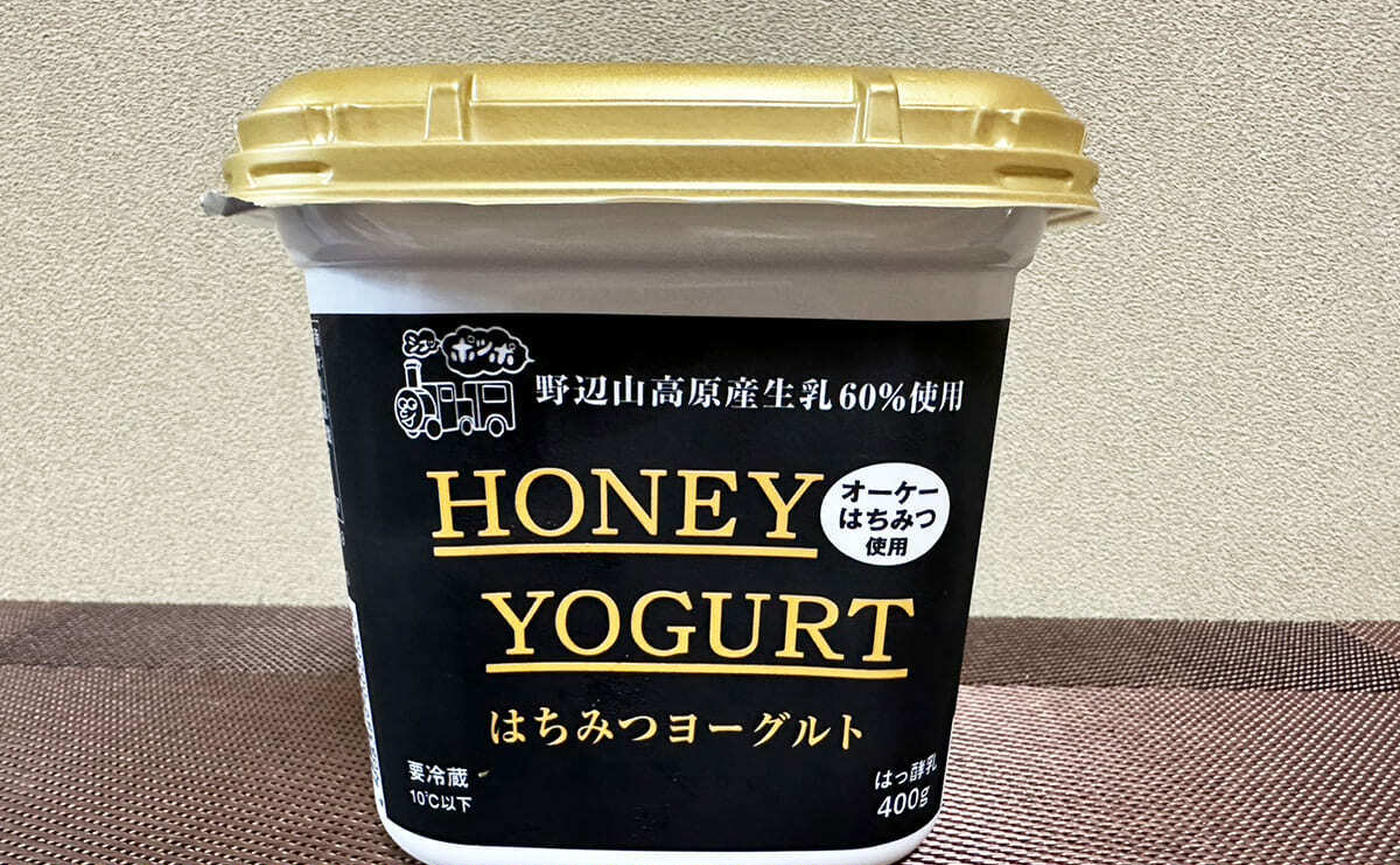 シュッ
ポッポ
野辺山高原産生乳60%使用
HONEY
オーケー
はちみつ
使用
YOGURT
はちみつヨーグルト
要冷蔵
10℃以下
はっ酵乳
400g